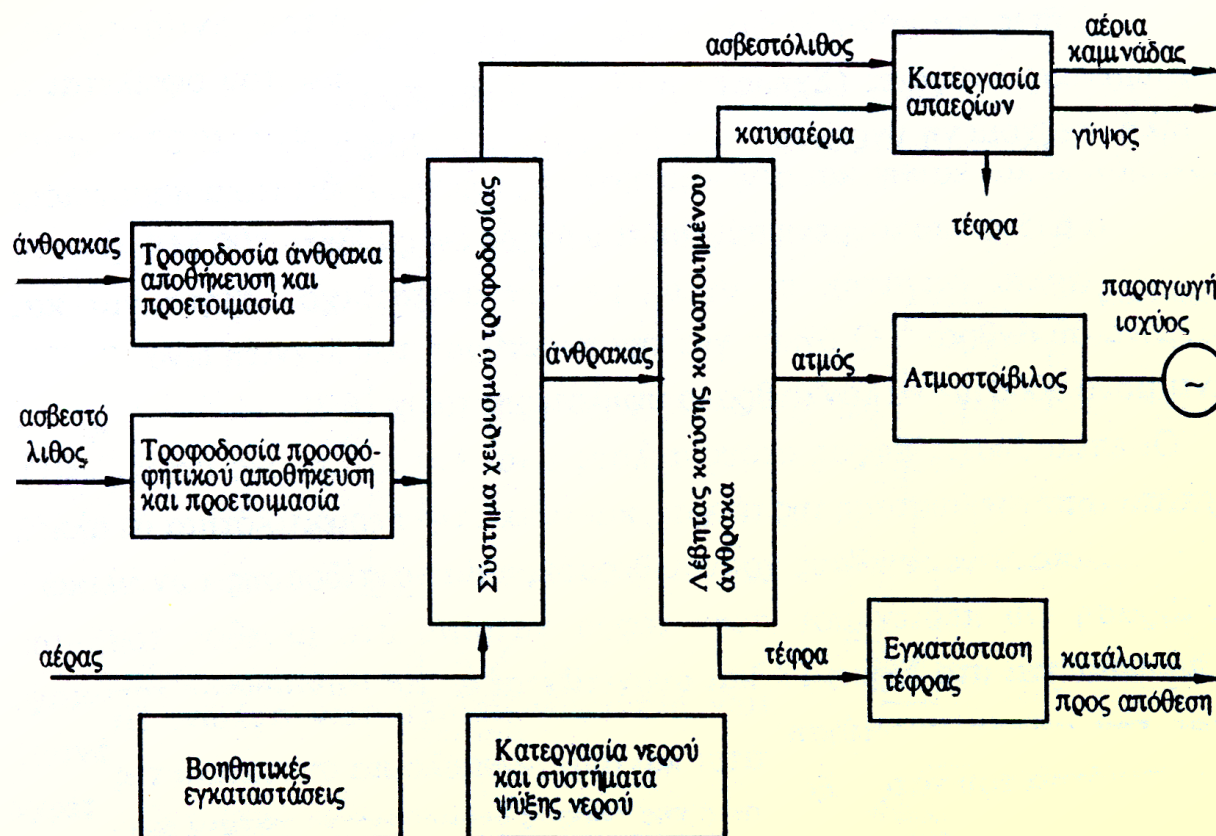 αέρια
καμινάδας
ασβεστόλιθος
Κατεργασία
απαερίων
καυσαέρια
γύψος
τέφρα
άνθρακας
Τροφοδοσία άνθρακα
αποθήκευση και
προετοιμασία
Σύστημα χειρισμού τροφοδοσίας
Λέβητας καύσης κονιοποιημένου
άνθρακα
παραγωγή
ισχύος
άνθρακας
ατμός
Ατμοστρίβιλος
~
ασβεστό
λιθος
Τροφοδοσία προσρό-
φητικού αποθήκευση
και προετοιμασία
αέρας
τέφρα
Εγκατάσταση
τέφρας
κατάλοιπα
προς απόθεση
Βοηθητικές
εγκαταστάσεις
Κατεργασία νερού
και συστήματα
ψύξης νερού